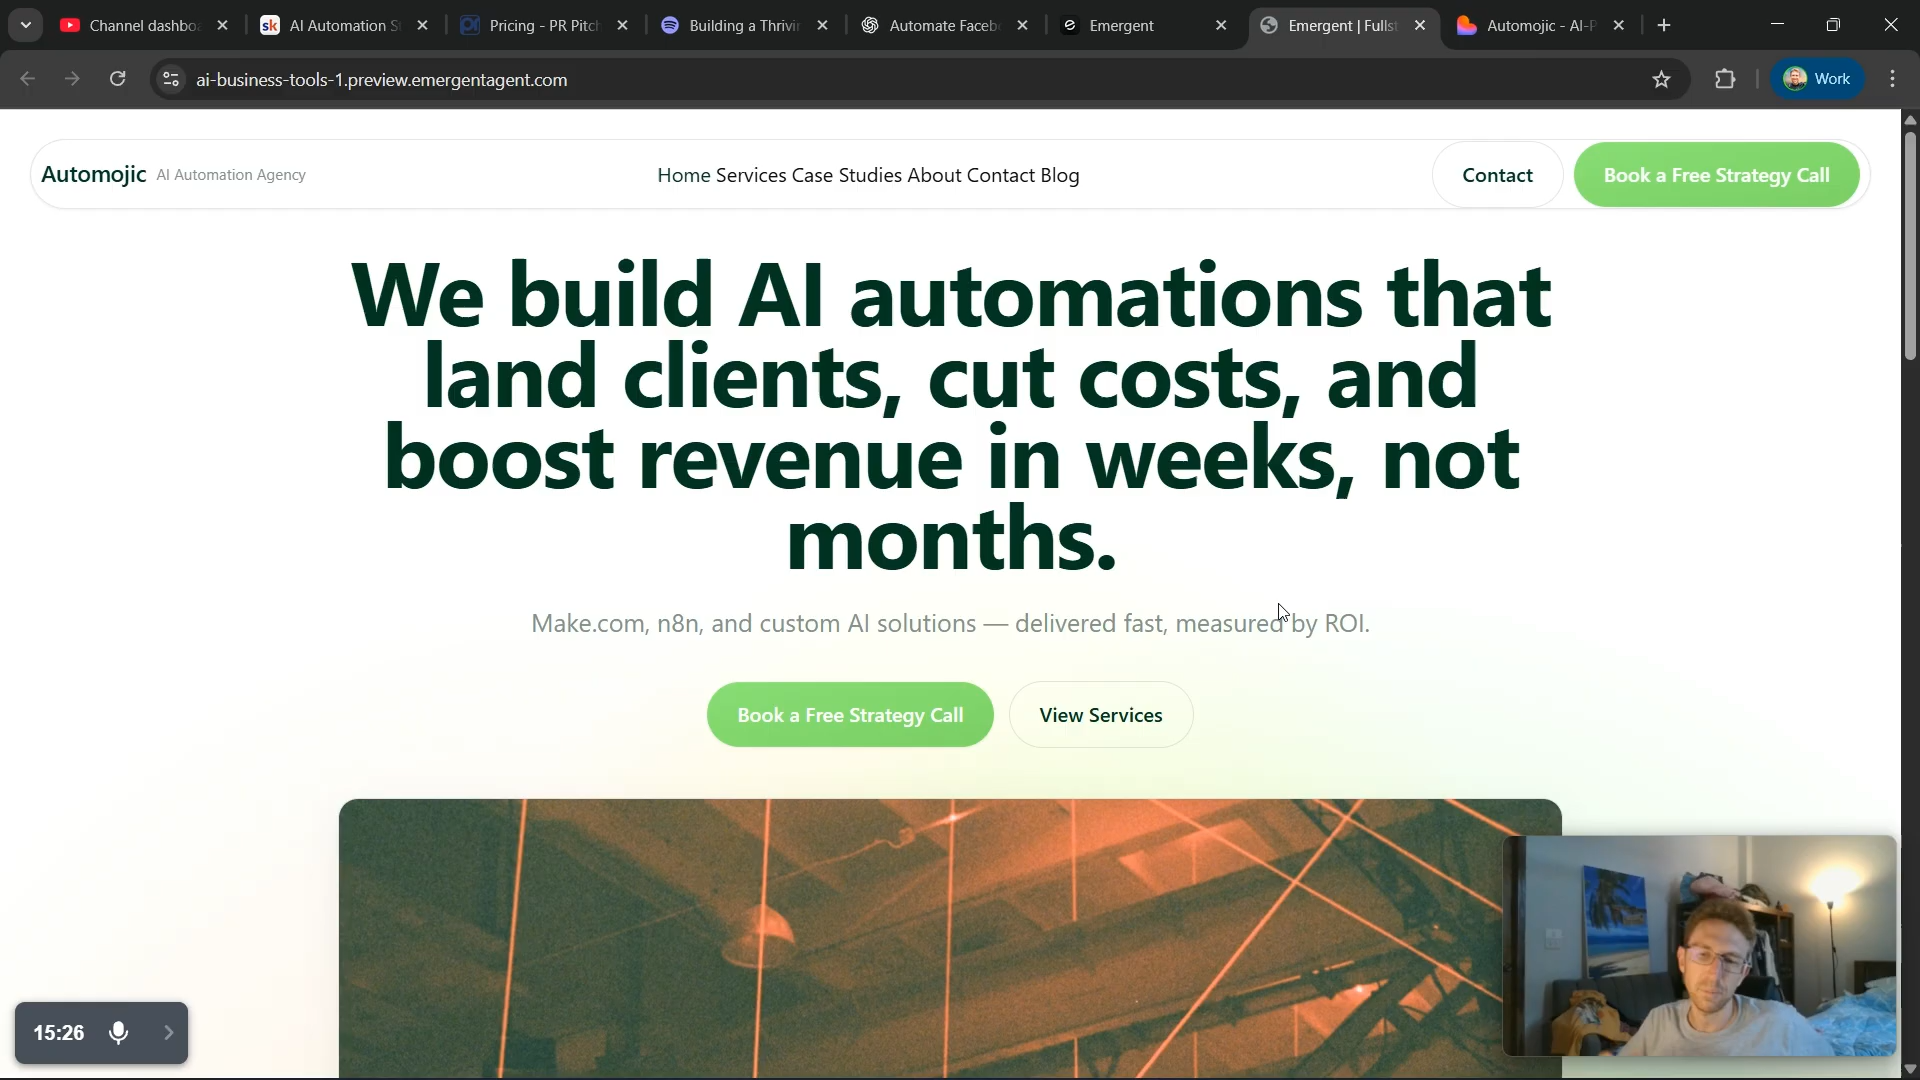 Channel dashbo
sk AI Automation S
Pricing - PR Pitch
Building a Thrivin
Automate Faceb
Emergent
Emergent | Fulls
Automojic - AI-P
ai-business-tools-1.preview.emergentagent.com
Work
Automojic AI Automation Agency
Home Services Case Studies About Contact Blog
Contact
Book a Free Strategy Call
We build AI automations that
land clients, cut costs, and
boost revenue in weeks, not
months.
Make.com, n8n, and custom AI solutions — delivered fast, measured by ROI.
Book a Free Strategy Call
View Services
15:26